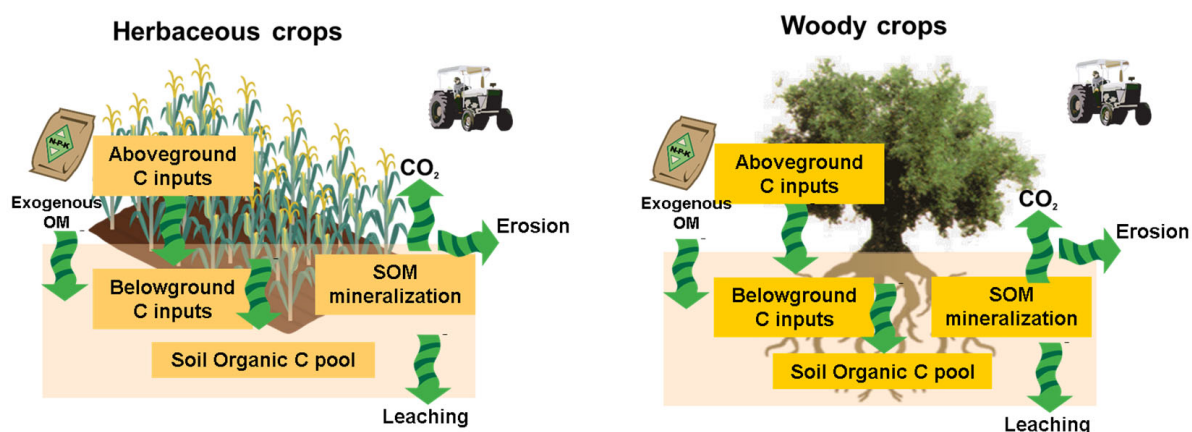 Herbaceous crops
N-P-K
Aboveground
C inputs
CO₂
Exogenous
OM
Erosion
Belowground
C inputs
SOM
mineralization
Soil Organic C pool
Leaching
Woody crops
N-P-K
Aboveground
C inputs
Exogenous
OM
CO₂
Erosion
Belowground
C inputs
SOM
mineralization
Soil Organic C pool
Leaching